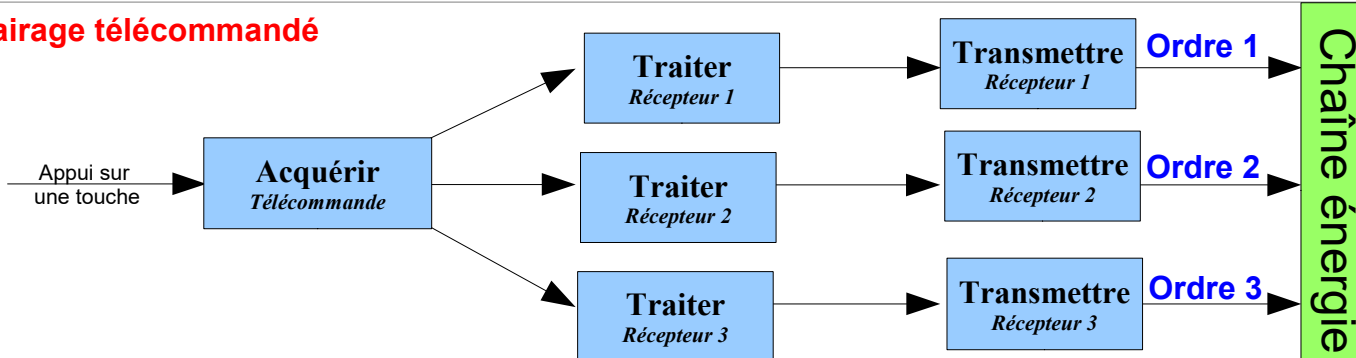 airage télécommandé
Appui sur
une touche
Acquérir
Télécommande
Traiter
Récepteur 1
Transmettre
Récepteur 1
Ordre 1
Traiter
Récepteur 2
Transmettre
Récepteur 2
Ordre 2
Traiter
Récepteur 3
Transmettre
Récepteur 3
Ordre 3
Chaîne énergie